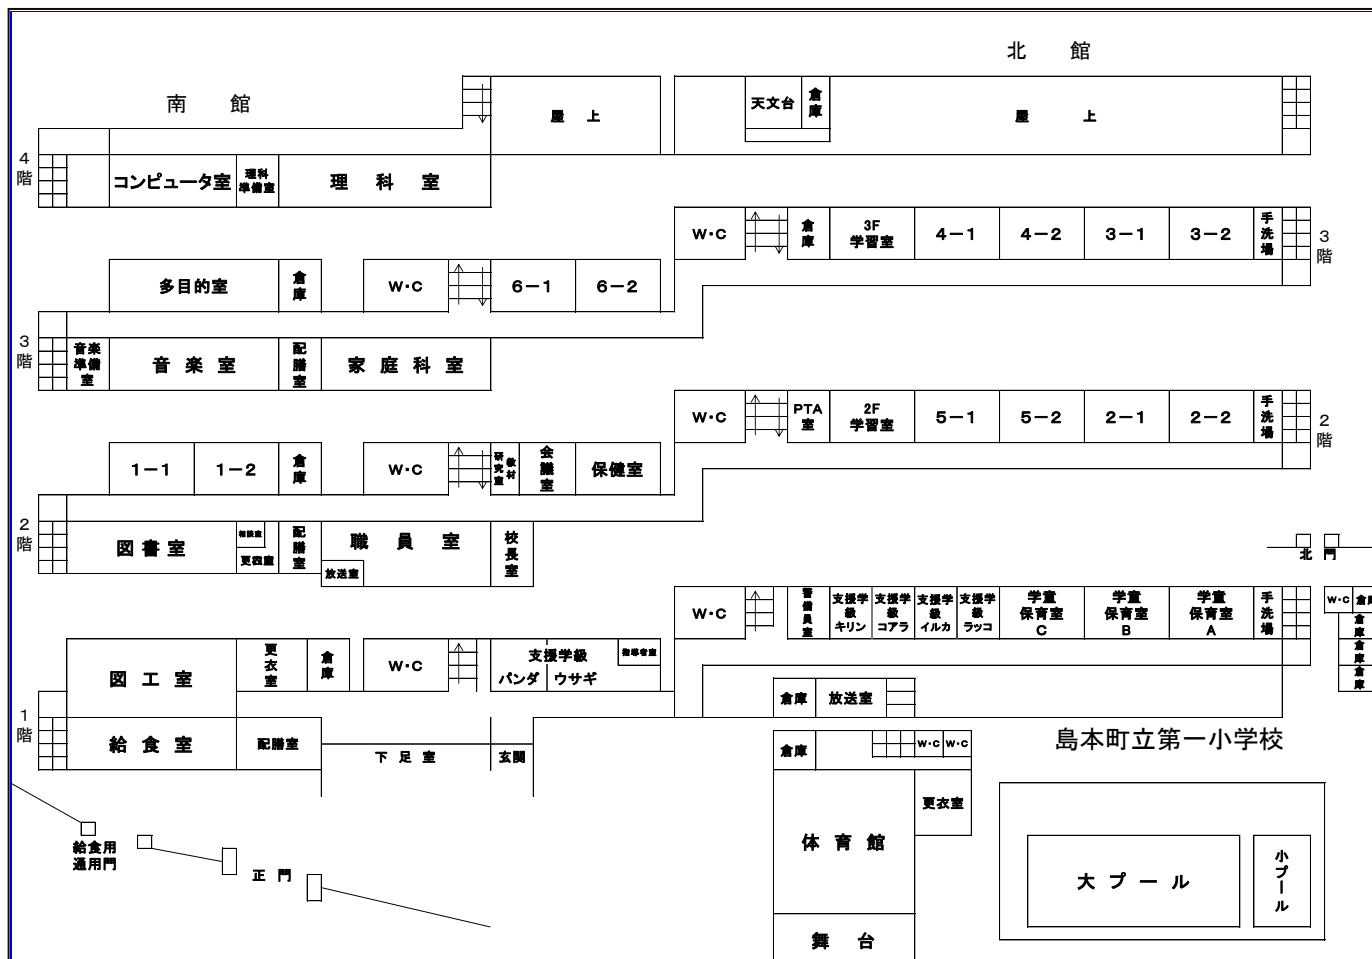 北　館
南　館
4階
屋　上
天文台
倉庫
屋　上
コンピュータ室
理科
準備室
理　科　室
W・C
倉庫
3F
学習室
4－1
4－2
3－1
3－2
手洗場
3階
多目的室
倉庫
W・C
6－1
6－2
3階
音楽
準備
室
音　楽　室
配膳室
家　庭　科　室
W・C
PTA
室
2F
学習室
5－1
5－2
2－1
2－2
手洗場
2階
1－1
1－2
倉庫
W・C
教材
研究室
会議室
保健室
2階
図　書　室
相談室
更衣室
配膳室
職　員　室
放送室
校長室
北　門
W・C
警備員室
支援学
級
キリン
支援学
級
コアラ
支援学
級
イルカ
支援学
級
ラッコ
学童
保育室
C
学童
保育室
B
学童
保育室
A
手洗場
W・C
倉庫
倉庫
倉庫
倉庫
図　工　室
更衣室
倉庫
W・C
支援学級
パンダ
ウサギ
指導者室
倉庫
放送室
1階
給　食　室
配膳室
下　足　室
玄関
島本町立第一小学校
倉庫
W・C
W・C
更衣室
体　育　館
舞　台
大　プ　ー　ル
小プール
給食用
通用門
正　門